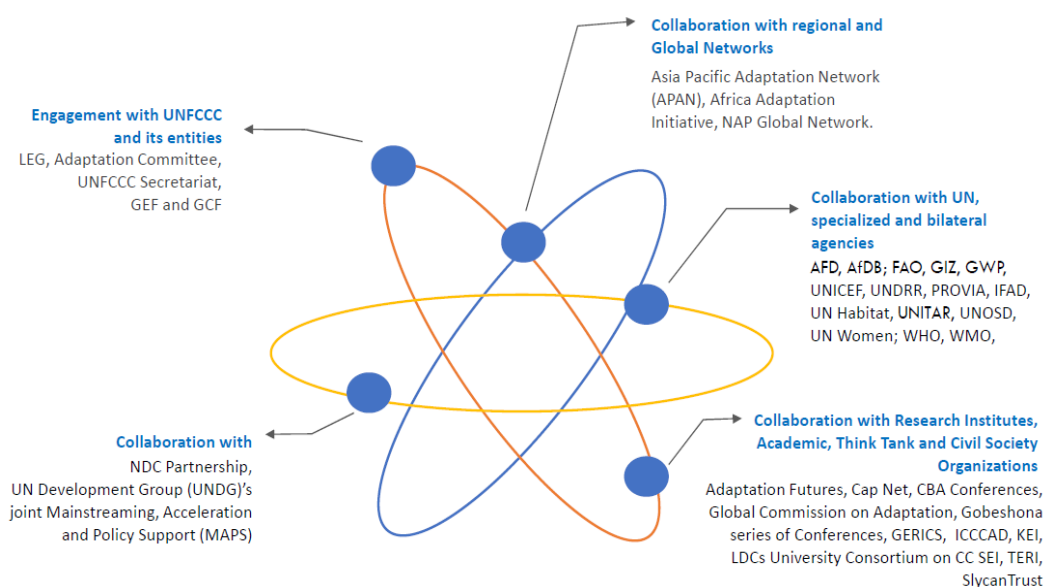 Collaboration with regional and
Global Networks
Asia Pacific Adaptation Network
(APAN), Africa Adaptation
Initiative, NAP Global Network.
Engagement with UNFCCC
and its entities
LEG, Adaptation Committee,
UNFCCC Secretariat,
GEF and GCF
Collaboration with UN,
specialized and bilateral
agencies
AFD, AfDB; FAO, GIZ, GWP,
UNICEF, UNDRR, PROVIA, IFAD,
UN Habitat, UNITAR, UNOSD,
UN Women; WHO, WMO,
Collaboration with
NDC Partnership,
UN Development Group (UNDG)'s
joint Mainstreaming, Acceleration
and Policy Support (MAPS)
Collaboration with Research Institutes,
Academic, Think Tank and Civil Society
Organizations
Adaptation Futures, Cap Net, CBA Conferences,
Global Commission on Adaptation, Gobeshona
series of Conferences, GERICS, ICCCAD, KEI,
LDCs University Consortium on CC SEI, TERI,
SlycanTrust